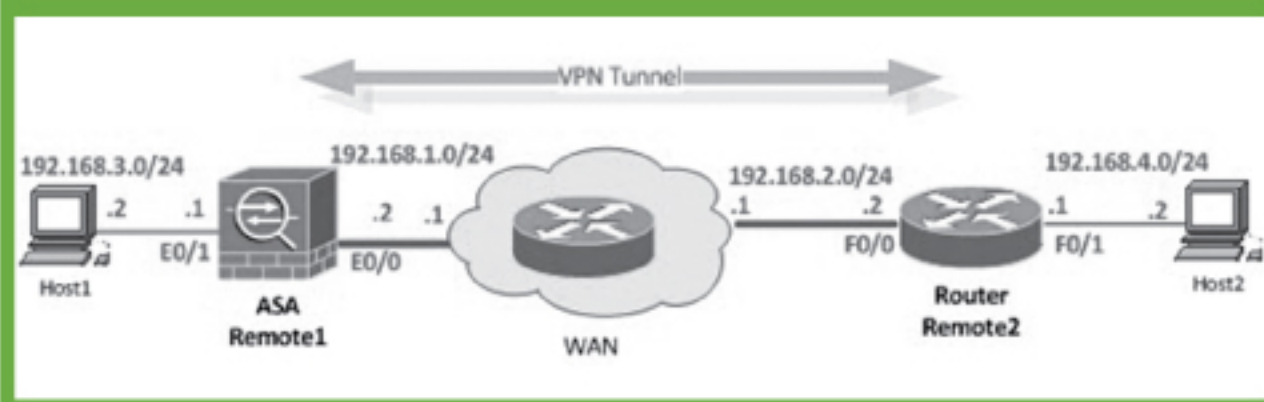 VPN Tunnel
192.168.3.0/24
192.168.1.0/24
192.168.2.0/24
192.168.4.0/24
.2
.1
.2
.1
.1
.2
.1
.2
E0/1
E0/0
F0/0
F0/1
Host1
ASA
Remote1
WAN
Router
Remote2
Host2